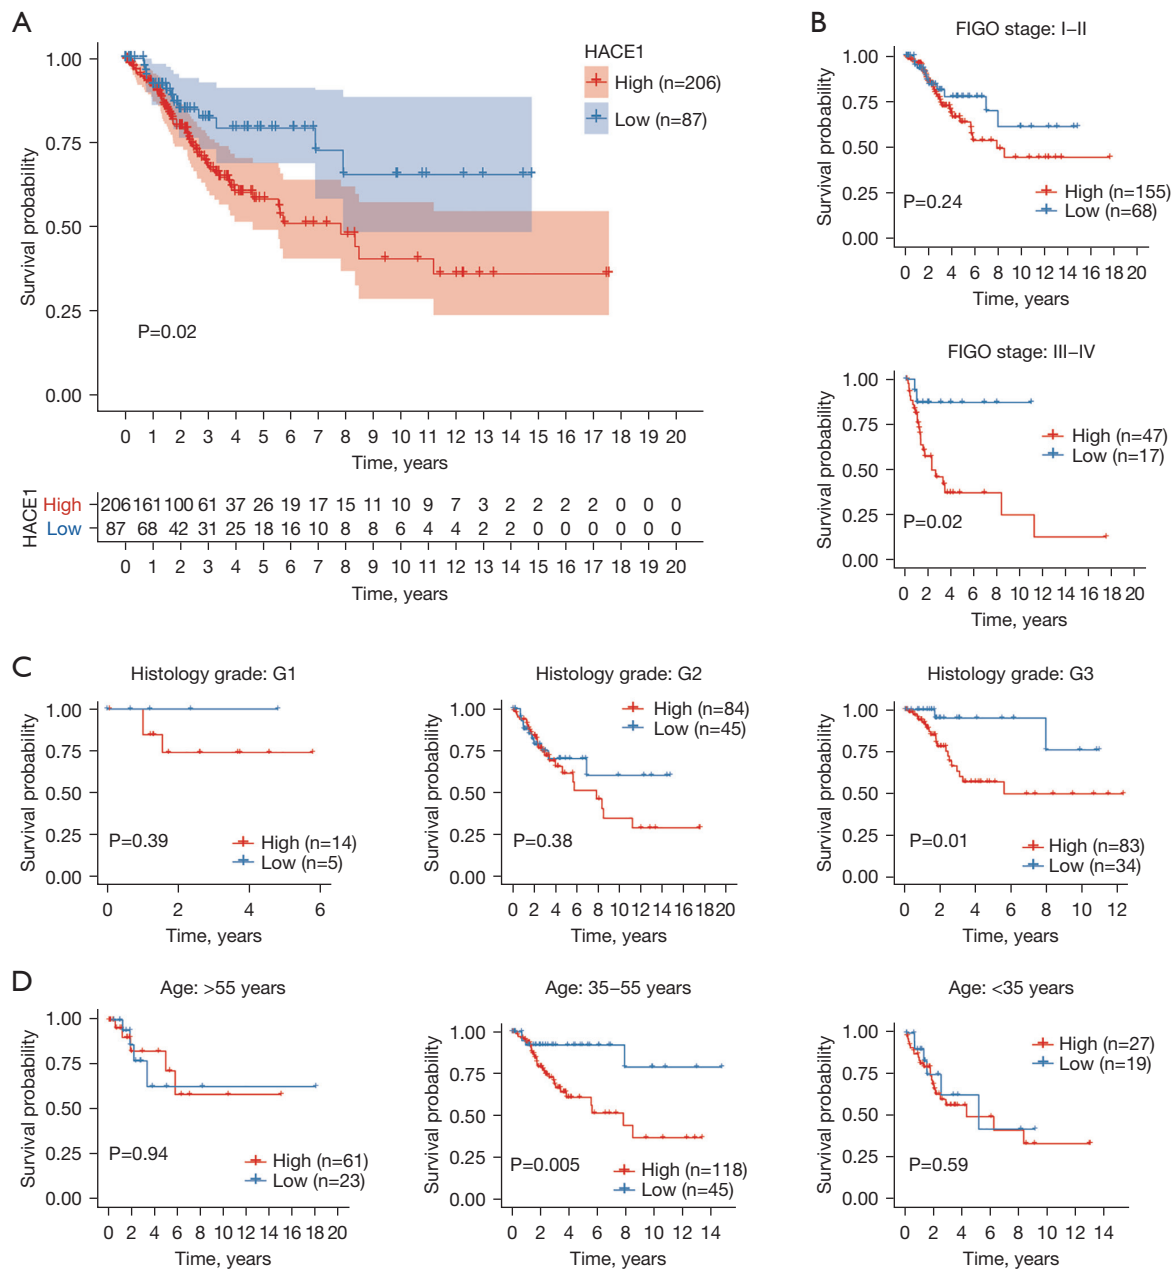 A
HACE1
High (n=206)
Low (n=87)
Survival probability
1.00
0.75
0.50
0.25
0.00
P=0.02
0 1 2 3 4 5 6 7 8 9 10 11 12 13 14 15 16 17 18 19 20
Time, years
HACE1
High 206 161 100 61 37 26 19 17 15 11 10 9 7 3 2 2 2 2 0 0 0
Low 87 68 42 31 25 18 16 10 8 8 6 4 4 2 2 0 0 0 0 0 0
0 1 2 3 4 5 6 7 8 9 10 11 12 13 14 15 16 17 18 19 20
Time, years
B
FIGO stage: I–II
Survival probability
1.00
0.75
0.50
0.25
0.00
P=0.24
High (n=155)
Low (n=68)
0 2 4 6 8 10 12 14 16 18 20
Time, years
FIGO stage: III–IV
Survival probability
1.00
0.75
0.50
0.25
0.00
High (n=47)
Low (n=17)
P=0.02
0 2 4 6 8 10 12 14 16 18 20
Time, years
C
Histology grade: G1
Survival probability
1.00
0.75
0.50
0.25
0.00
P=0.39
High (n=14)
Low (n=5)
0 2 4 6
Time, years
Histology grade: G2
Survival probability
1.00
0.75
0.50
0.25
0.00
High (n=84)
Low (n=45)
P=0.38
0 2 4 6 8 10 12 14 16 18 20
Time, years
Histology grade: G3
Survival probability
1.00
0.75
0.50
0.25
0.00
P=0.01
High (n=83)
Low (n=34)
0 2 4 6 8 10 12
Time, years
D
Age: >55 years
Survival probability
1.00
0.75
0.50
0.25
0.00
P=0.94
High (n=61)
Low (n=23)
0 2 4 6 8 10 12 14 16 18 20
Time, years
Age: 35–55 years
Survival probability
1.00
0.75
0.50
0.25
0.00
P=0.005
High (n=118)
Low (n=45)
0 2 4 6 8 10 12 14
Time, years
Age: <35 years
Survival probability
1.00
0.75
0.50
0.25
0.00
High (n=27)
Low (n=19)
P=0.59
0 2 4 6 8 10 12 14
Time, years